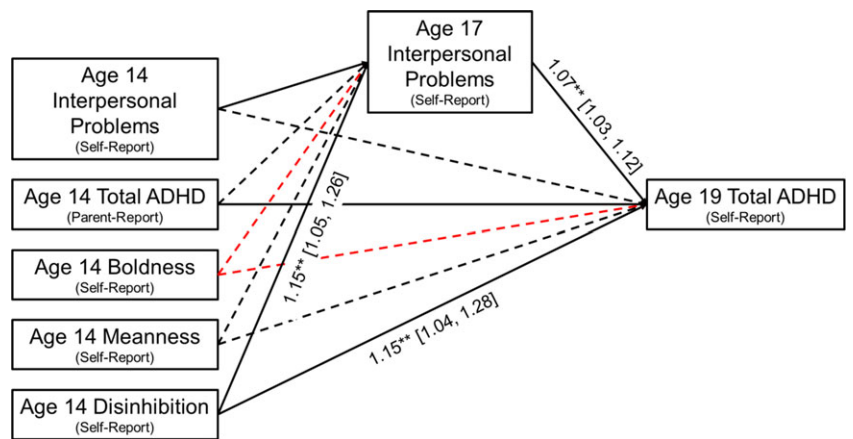 Age 17
Interpersonal
Problems
(Self-Report)
Age 14
Interpersonal
Problems
(Self-Report)
Age 14 Total ADHD
(Parent-Report)
Age 14 Boldness
(Self-Report)
Age 14 Meanness
(Self-Report)
Age 14 Disinhibition
(Self-Report)
1.15** [1.05, 1.26]
1.07** [1.03, 1.12]
1.15** [1.04, 1.28]
Age 19 Total ADHD
(Self-Report)